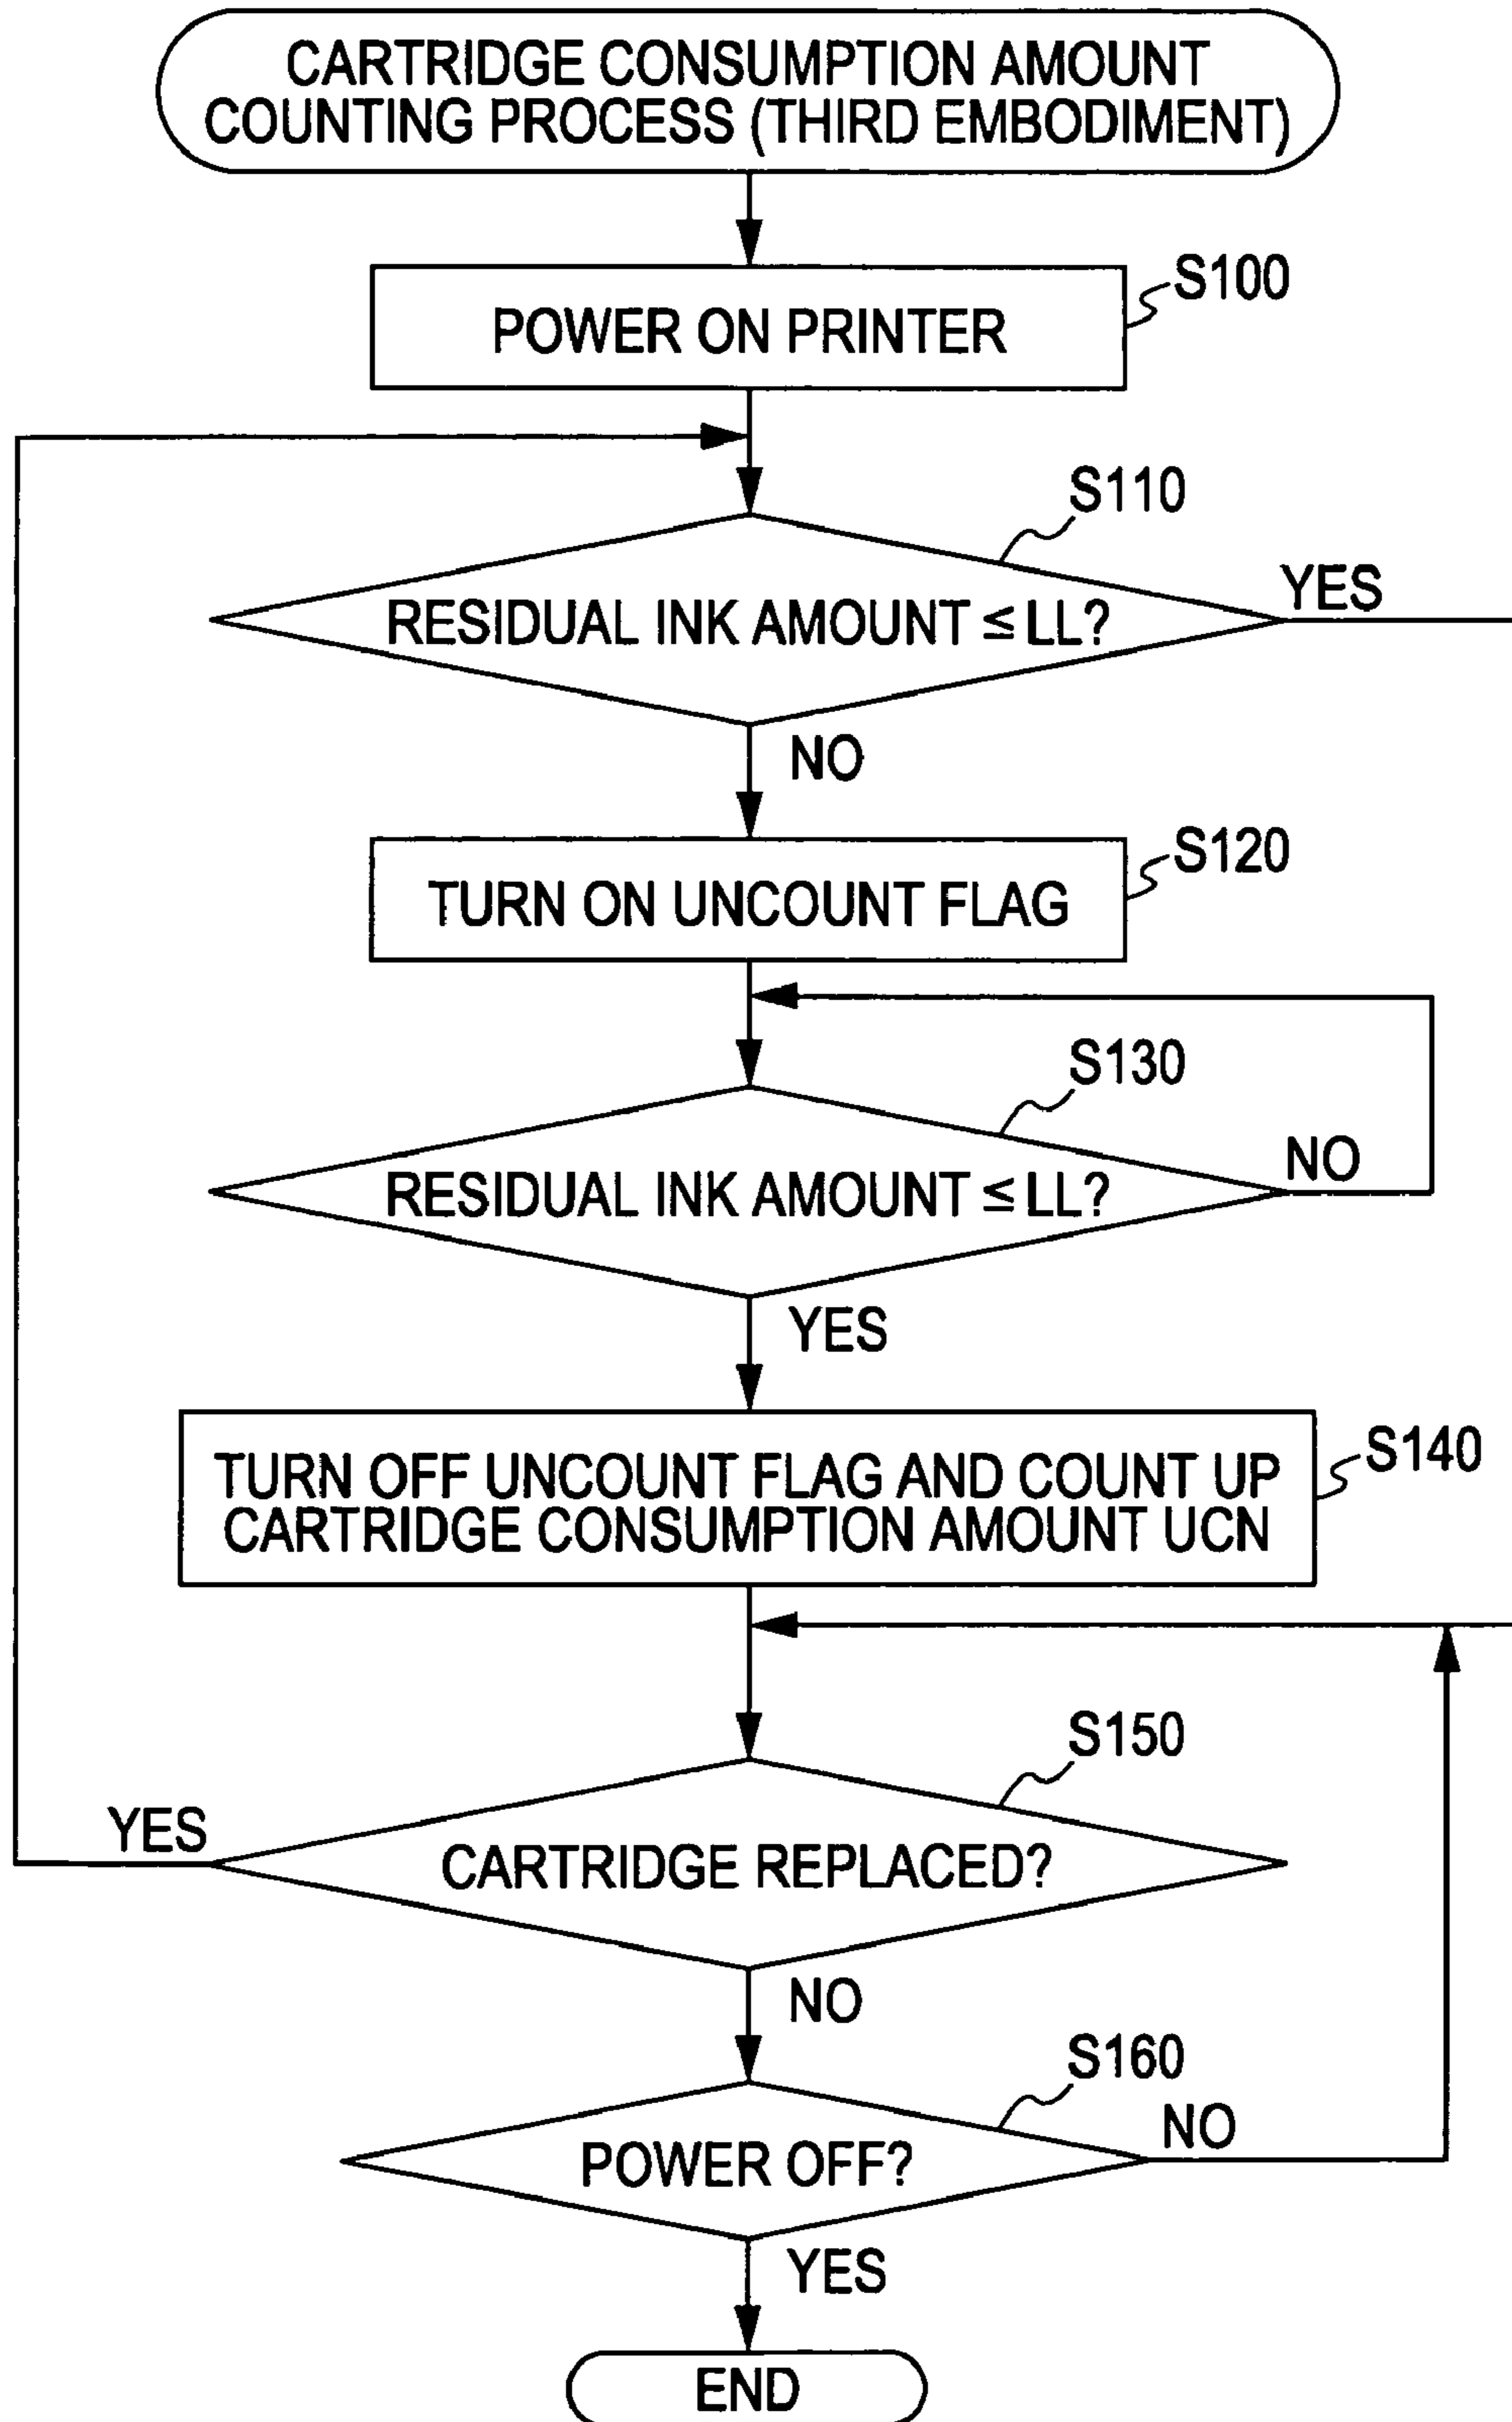 CARTRIDGE CONSUMPTION AMOUNT
COUNTING PROCESS (THIRD EMBODIMENT)
S100
POWER ON PRINTER
S110
YES
RESIDUAL INK AMOUNT ≤ LL?
NO
S120
TURN ON UNCOUNT FLAG
S130
NO
RESIDUAL INK AMOUNT ≤ LL?
YES
S140
TURN OFF UNCOUNT FLAG AND COUNT UP
CARTRIDGE CONSUMPTION AMOUNT UCN
S150
YES
CARTRIDGE REPLACED?
NO
S160
NO
POWER OFF?
YES
END